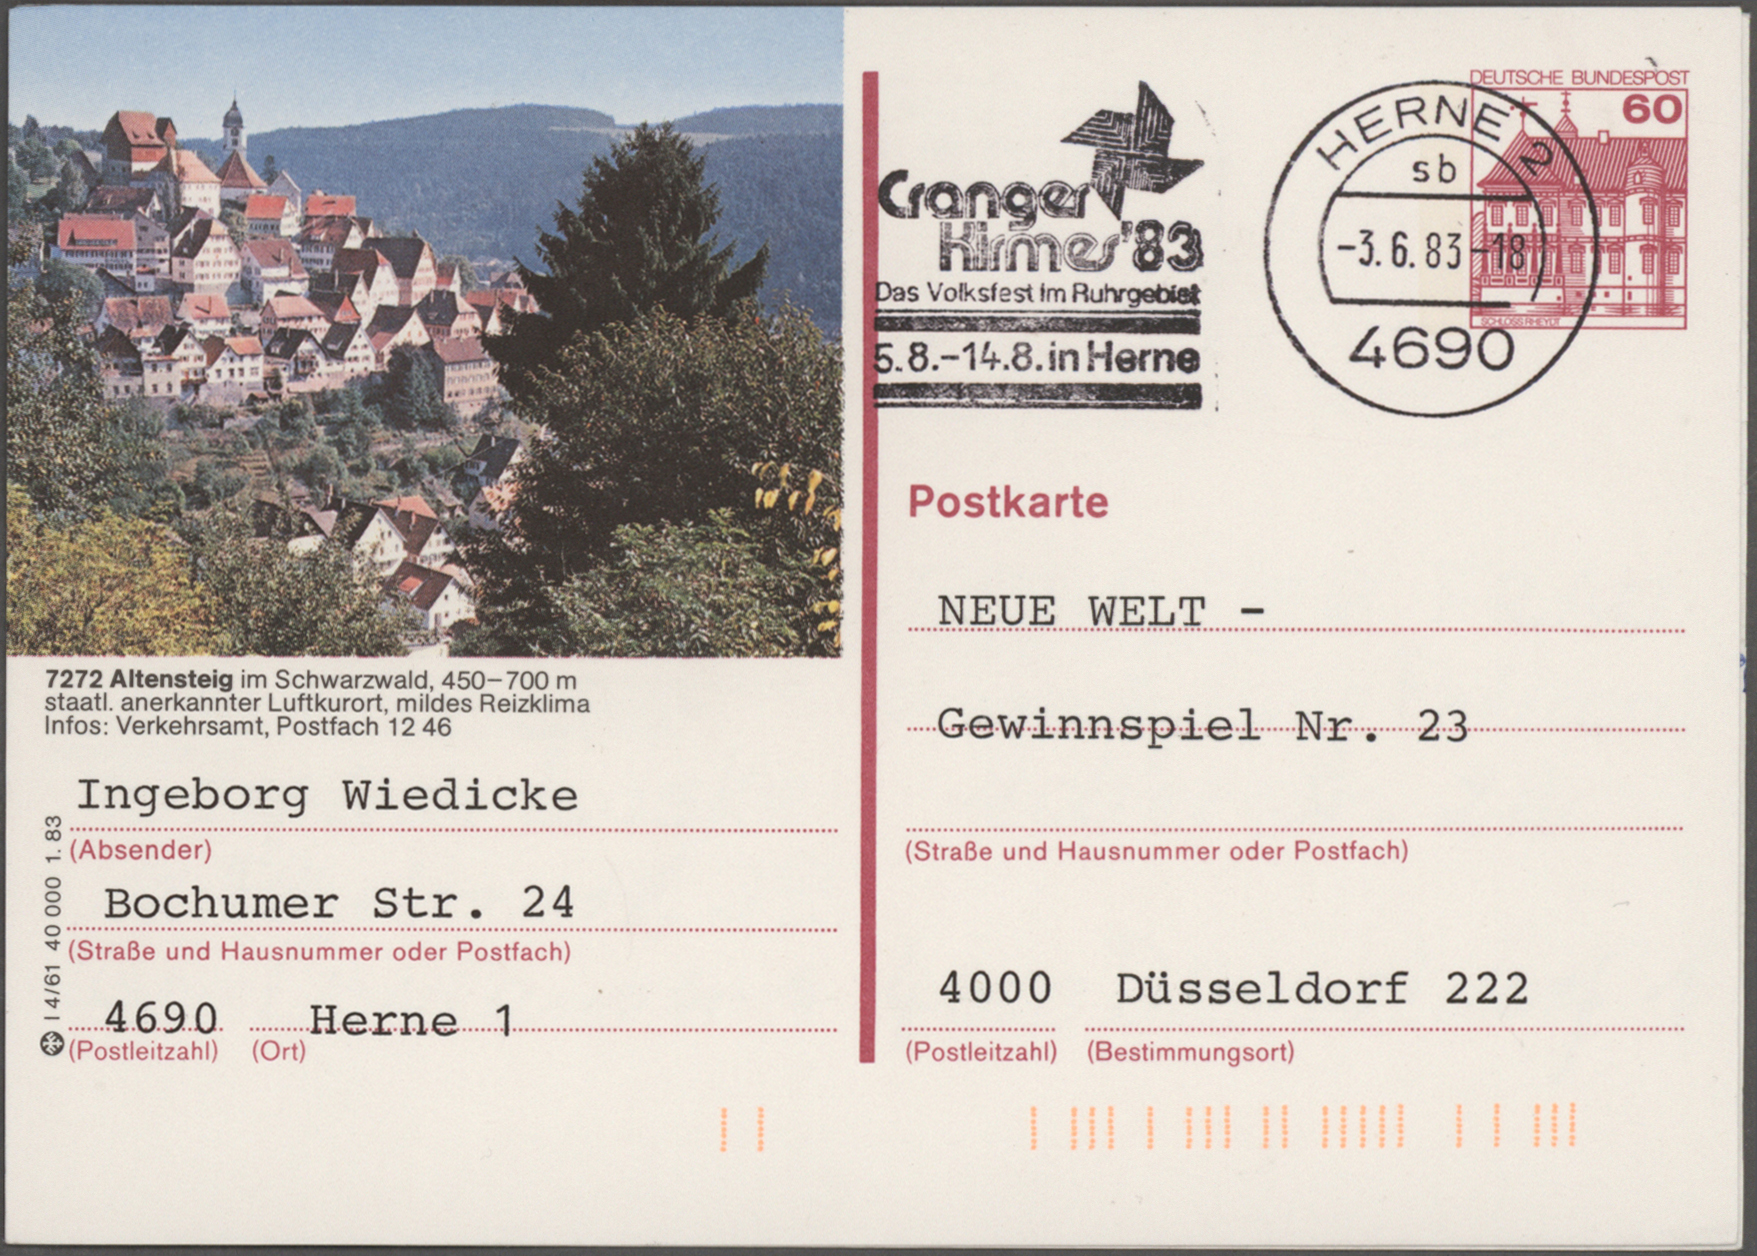 DEUTSCHE BUNDESPOST
60
SCHLOSS RHEYDT
HERNE 2
sb
-3.6.83-18
4690
Cranger
Kirmes '83
Das Volksfest im Ruhrgebiet
5.8.-14.8. in Herne
7272 Altensteig im Schwarzwald, 450–700 m
staatl. anerkannter Luftkurort, mildes Reizklima
Infos: Verkehrsamt, Postfach 12 46
Ingeborg Wiedicke
(Absender)
Bochumer Str. 24
(Straße und Hausnummer oder Postfach)
4690 Herne 1
(Postleitzahl) (Ort)
I 4/61 40 000 1.83
Postkarte
NEUE WELT -
Gewinnspiel Nr. 23
(Straße und Hausnummer oder Postfach)
4000 Düsseldorf 222
(Postleitzahl) (Bestimmungsort)